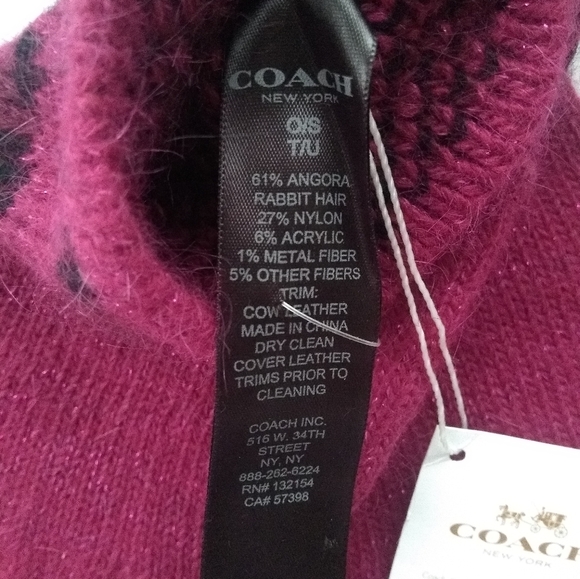 COACH
NEW YORK
O/S
T/U
61% ANGORA
RABBIT HAIR
27% NYLON
6% ACRYLIC
1% METAL FIBER
5% OTHER FIBERS
TRIM:
COW LEATHER
MADE IN CHINA
DRY CLEAN
COVER LEATHER
TRIMS PRIOR TO
CLEANING
COACH INC.
516 W. 34TH
STREET
NY, NY
888-262-6224
RN# 132154
CA# 57398
COACH
NEW YORK